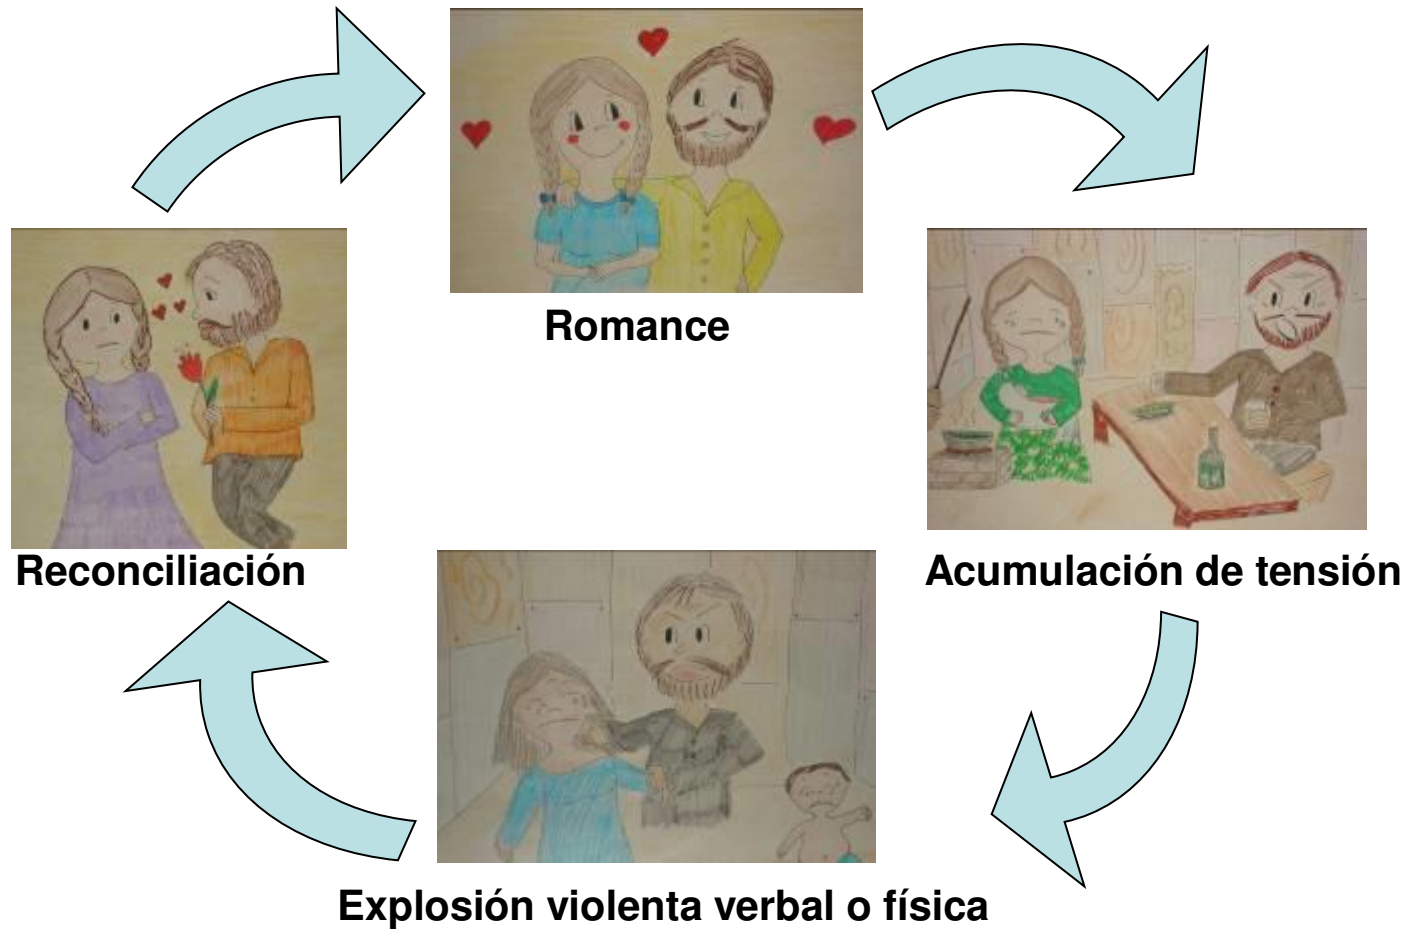 Romance
Acumulación de tensión
Explosión violenta verbal o física
Reconciliación